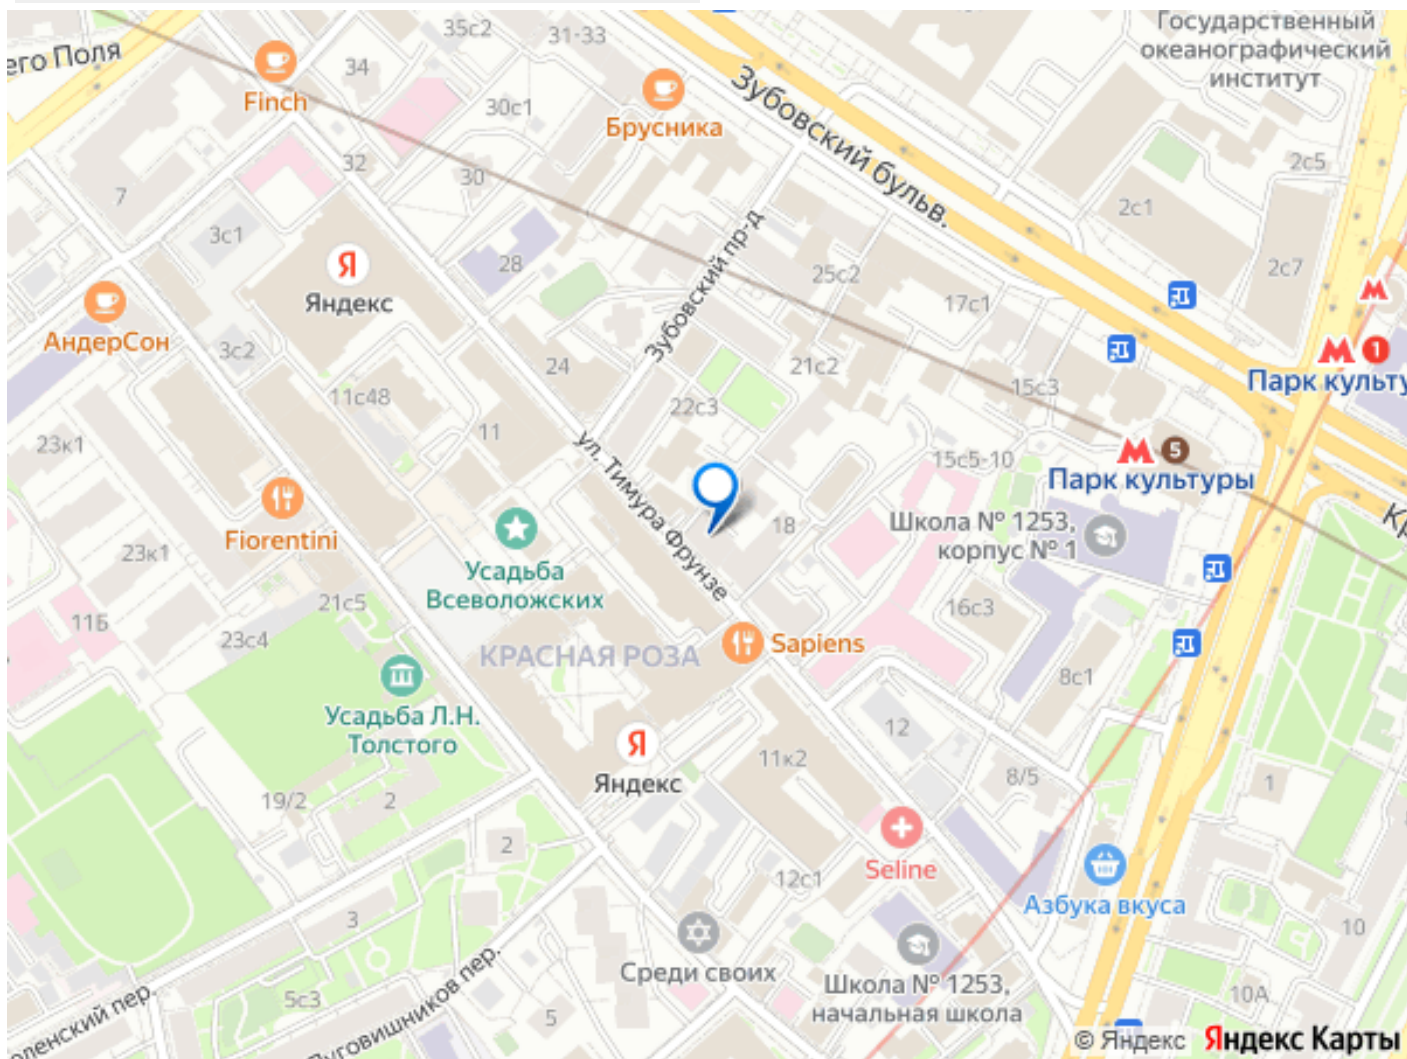 его Поля
35с2
31-33
Государственный
океанографический
институт
34
Finch
30с1
Брусника
Зубовский бульв.
2с5
32
30
7
2с1
3с1
28
Зубовский пр-д
25с2
2с7
Яндекс
17с1
АндерСон
3с2
24
21с2
15с3
1
Парк культу
11с48
22с3
23к1
11
ул. Тимура Фрунзе
15с5-10
5
Парк культуры
Fiorentini
18
Школа № 1253,
корпус № 1
23к1
Усадьба
Всеволожских
21с5
16с3
11Б
23с4
КРАСНАЯ РОЗА
Sapiens
8с1
Усадьба Л.Н.
Толстого
12
Яндекс
11к2
8/5
1
19/2
2
2
Seline
12с1
Азбука вкуса
3
10
Среди своих
Школа № 1253,
начальная школа
5с3
5
10А
оленский пер.
Пуговишников пер.
© Яндекс Яндекс Карты